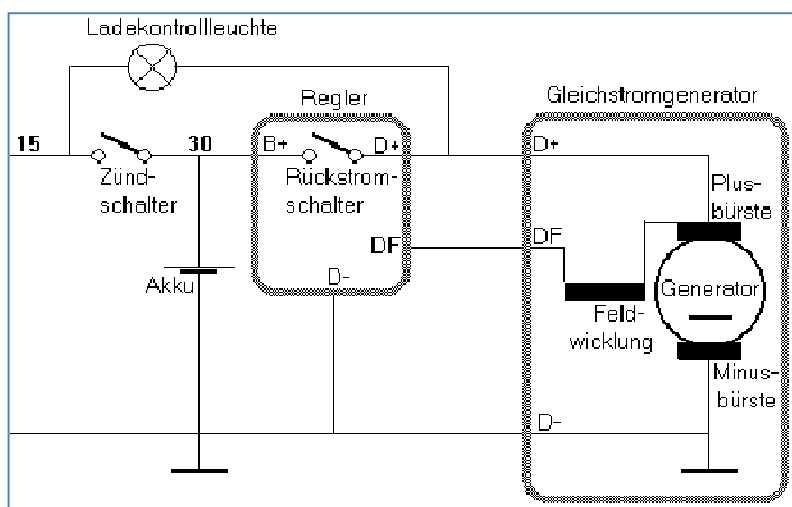 Ladekontrollleuchte
Regler
Gleichstromgenerator
15
30
B+
D+
D+
Zünd-
schalter
Rückstrom-
schalter
Plus-
bürste
DF
DF
Akku
D-
Generator
Feld-
wicklung
Minus-
bürste
D-